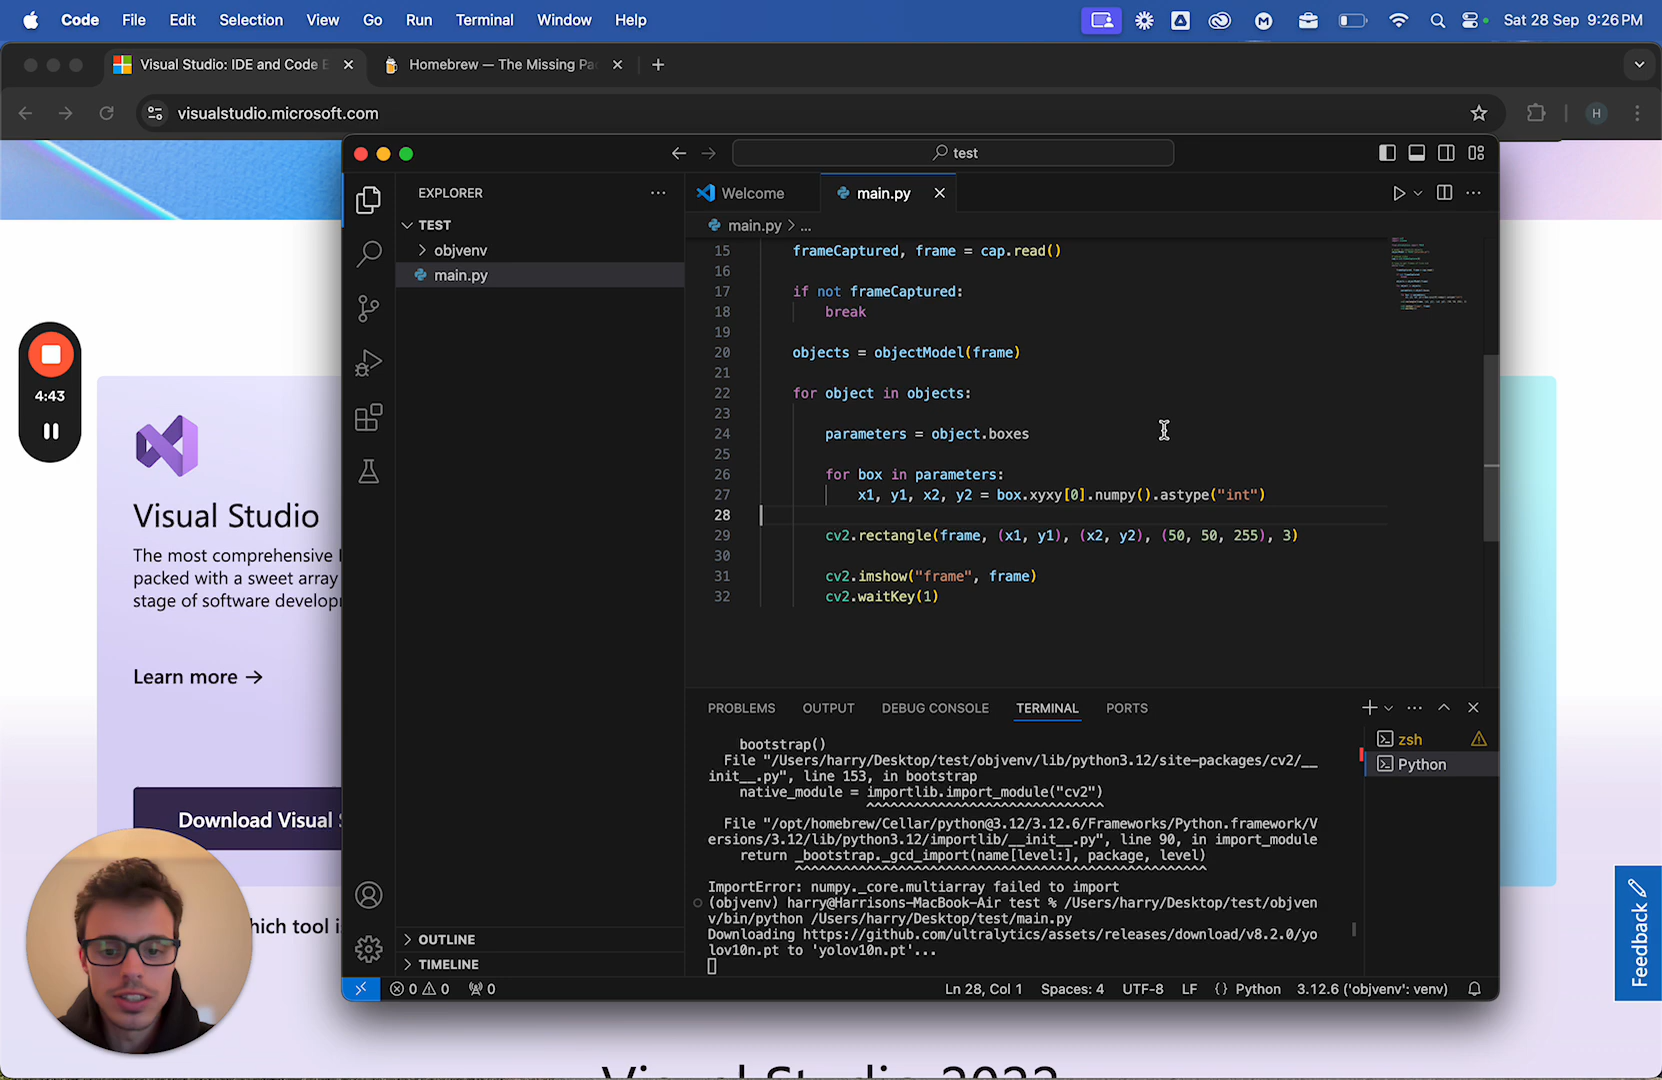 Code File Edit Selection View Go Run Terminal Window Help
Sat 28 Sep 9:26 PM
Visual Studio: IDE and Code E
Homebrew — The Missing Pa
visualstudio.microsoft.com
H
test
EXPLORER
TEST
objvenv
main.py
Welcome
main.py
main.py > ...
15 frameCaptured, frame = cap.read()
16
17 if not frameCaptured:
18 break
19
20 objects = objectModel(frame)
21
22 for object in objects:
23
24 parameters = object.boxes
25
26 for box in parameters:
27 x1, y1, x2, y2 = box.xyxy[0].numpy().astype("int")
28
29 cv2.rectangle(frame, (x1, y1), (x2, y2), (50, 50, 255), 3)
30
31 cv2.imshow("frame", frame)
32 cv2.waitKey(1)
4:43
Visual Studio
The most comprehensive
packed with a sweet array
stage of software develop
Learn more →
Download Visual
hich tool i
PROBLEMS OUTPUT DEBUG CONSOLE TERMINAL PORTS
zsh
Python
bootstrap()
File "/Users/harry/Desktop/test/objvenv/lib/python3.12/site-packages/cv2/__
init__.py", line 153, in bootstrap
native_module = importlib.import_module("cv2")
^^^^^^^^^^^^^^^^^^^^^^^^^^^^^
File "/opt/homebrew/Cellar/python@3.12/3.12.6/Frameworks/Python.framework/V
ersions/3.12/lib/python3.12/importlib/__init__.py", line 90, in import_module
return _bootstrap._gcd_import(name[level:], package, level)
^^^^^^^^^^^^^^^^^^^^^^^^^^^^^^^^^^^^^^^^^^^^^^^^^^
ImportError: numpy._core.multiarray failed to import
(objvenv) harry@Harrisons-MacBook-Air test % /Users/harry/Desktop/test/objven
v/bin/python /Users/harry/Desktop/test/main.py
Downloading https://github.com/ultralytics/assets/releases/download/v8.2.0/yo
lov10n.pt to 'yolov10n.pt'...
OUTLINE
TIMELINE
0 0 0
Ln 28, Col 1 Spaces: 4 UTF-8 LF {} Python 3.12.6 ('objvenv': venv)
Feedback
Visual Studio 2022